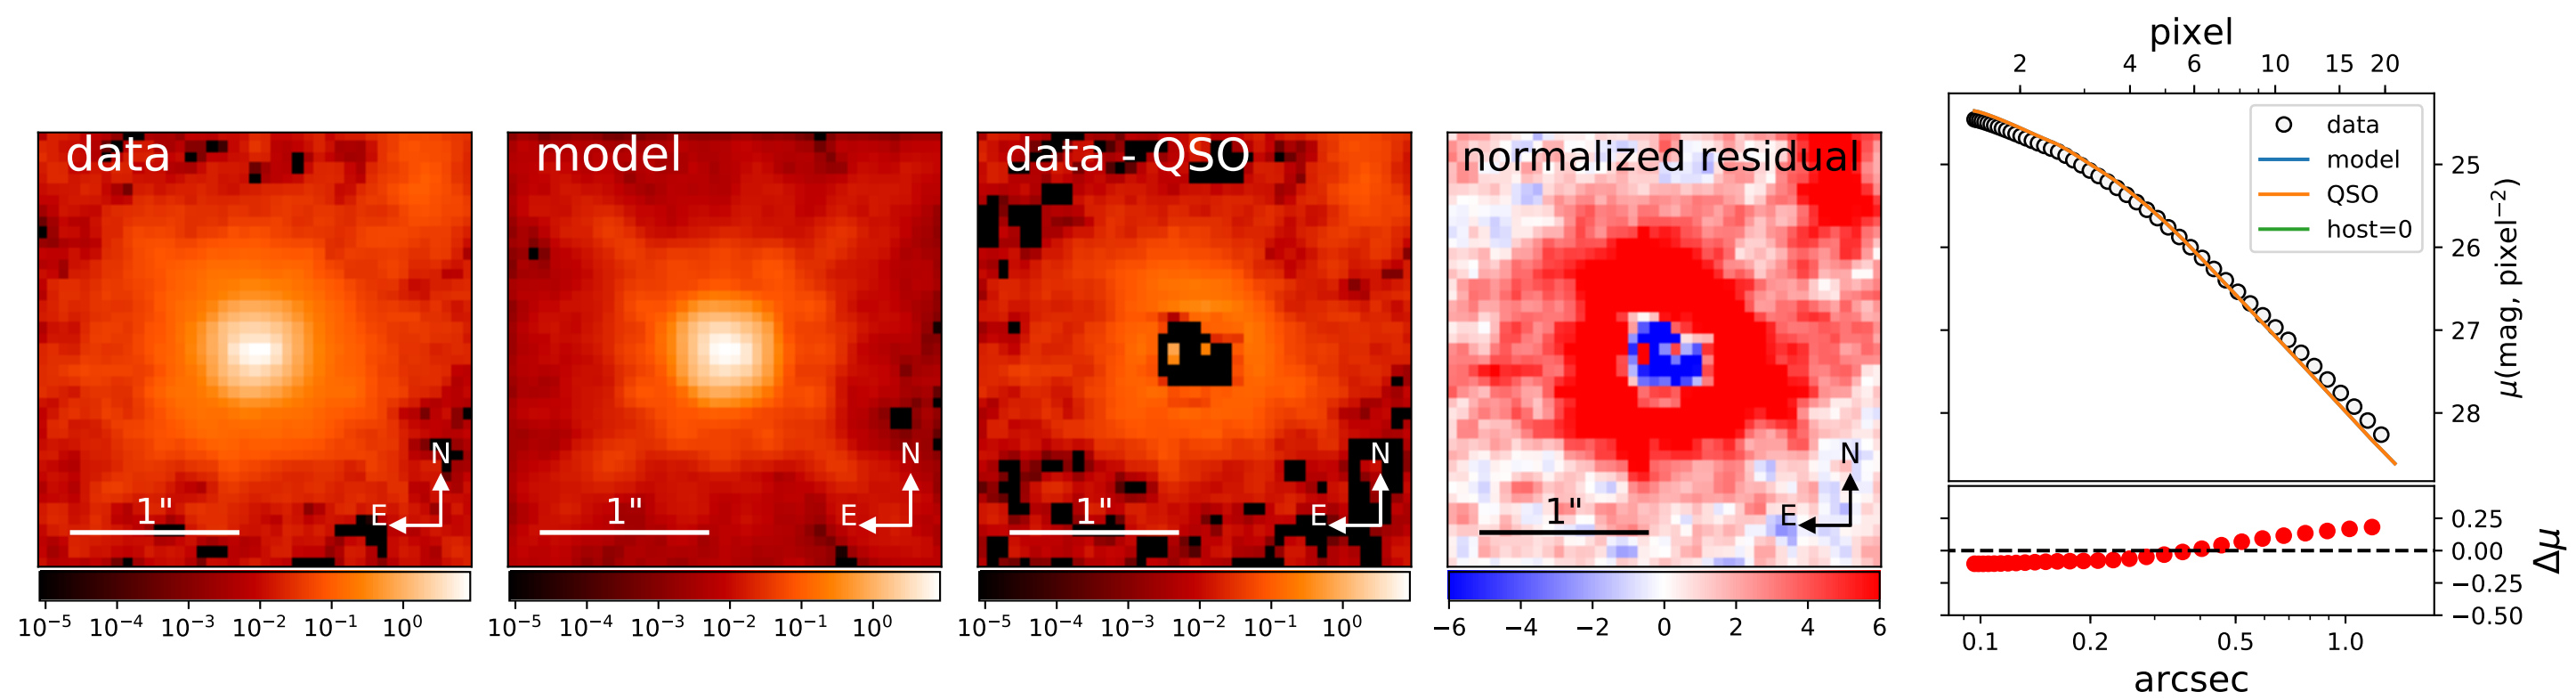 data
N
E
1"
10⁻⁵ 10⁻⁴ 10⁻³ 10⁻² 10⁻¹ 10⁰
model
N
E
1"
10⁻⁵ 10⁻⁴ 10⁻³ 10⁻² 10⁻¹ 10⁰
data - QSO
N
E
1"
10⁻⁵ 10⁻⁴ 10⁻³ 10⁻² 10⁻¹ 10⁰
normalized residual
N
E
1"
−6 −4 −2 0 2 4 6
pixel
2 4 6 10 15 20
data
model
QSO
host=0
25
26
27
28
μ(mag, pixel⁻²)
0.25
0.00
−0.25
−0.50
Δμ
0.1 0.2 0.5 1.0
arcsec